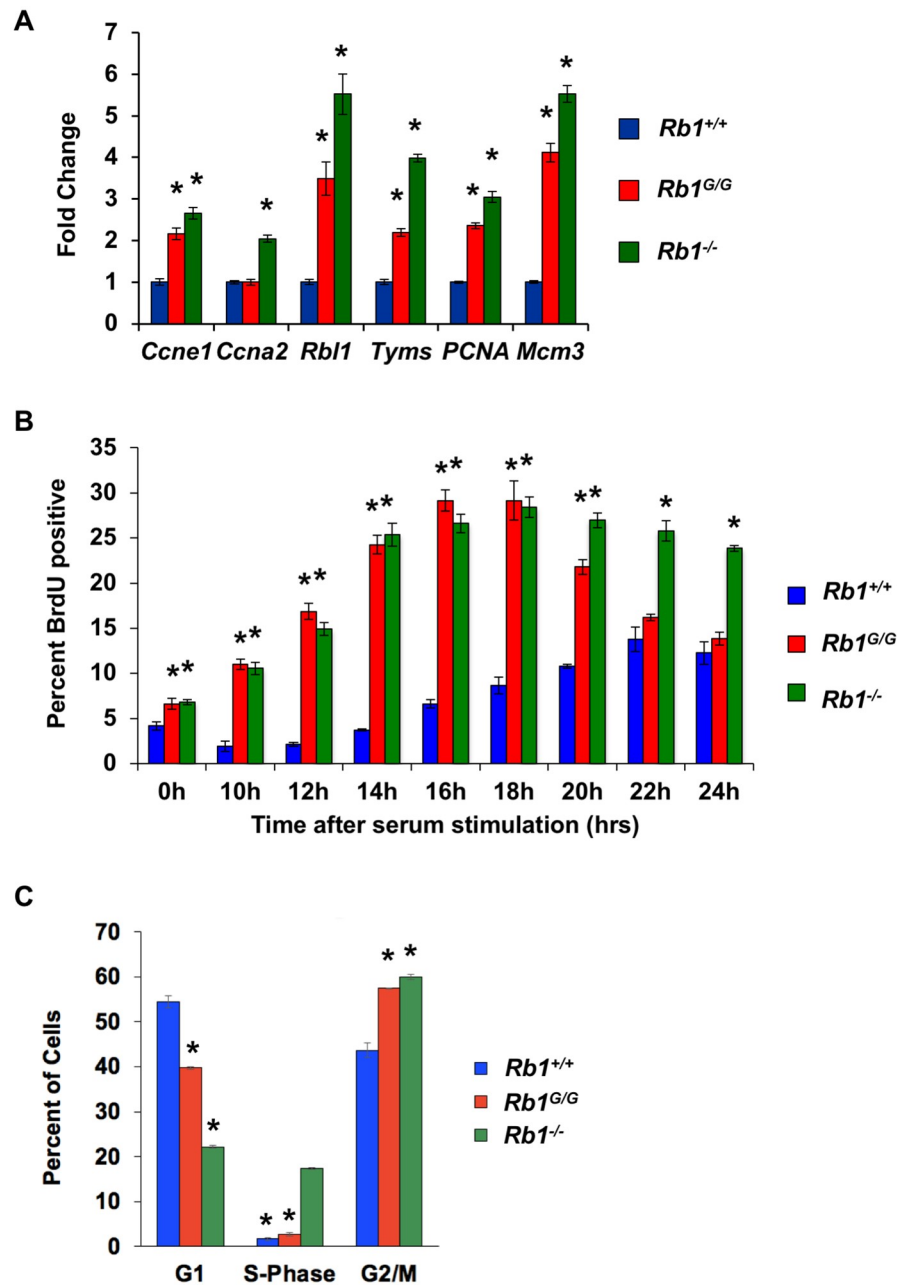 A
7
6
5
4
3
2
1
0
Fold Change
* * * * * * * * * * *
Ccne1 Ccna2 Rbl1 Tyms PCNA Mcm3
Rb1+/+
Rb1G/G
Rb1-/-
B
35
30
25
20
15
10
5
0
Percent BrdU positive
** ** ** ** ** ** ** * *
0h 10h 12h 14h 16h 18h 20h 22h 24h
Time after serum stimulation (hrs)
Rb1+/+
Rb1G/G
Rb1-/-
C
70
60
50
40
30
20
10
0
Percent of Cells
* * * * * *
G1 S-Phase G2/M
Rb1+/+
Rb1G/G
Rb1-/-